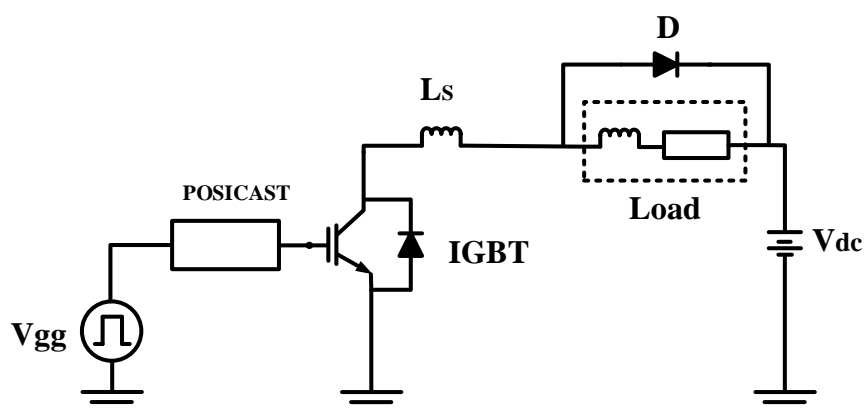 D
Ls
POSICAST
Load
IGBT
Vdc
Vgg